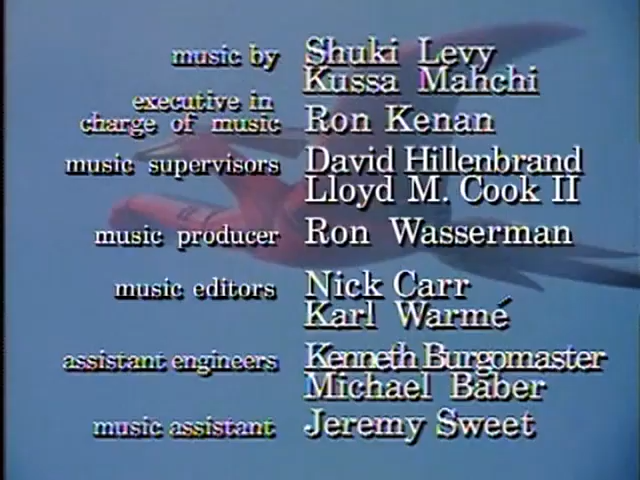 music by Shuki Levy
Kussa Mahchi
executive in
charge of music Ron Kenan
music supervisors David Hillenbrand
Lloyd M. Cook II
music producer Ron Wasserman
music editors Nick Carr
Karl Warmé
assistant engineers Kenneth Burgomaster
Michael Baber
music assistant Jeremy Sweet